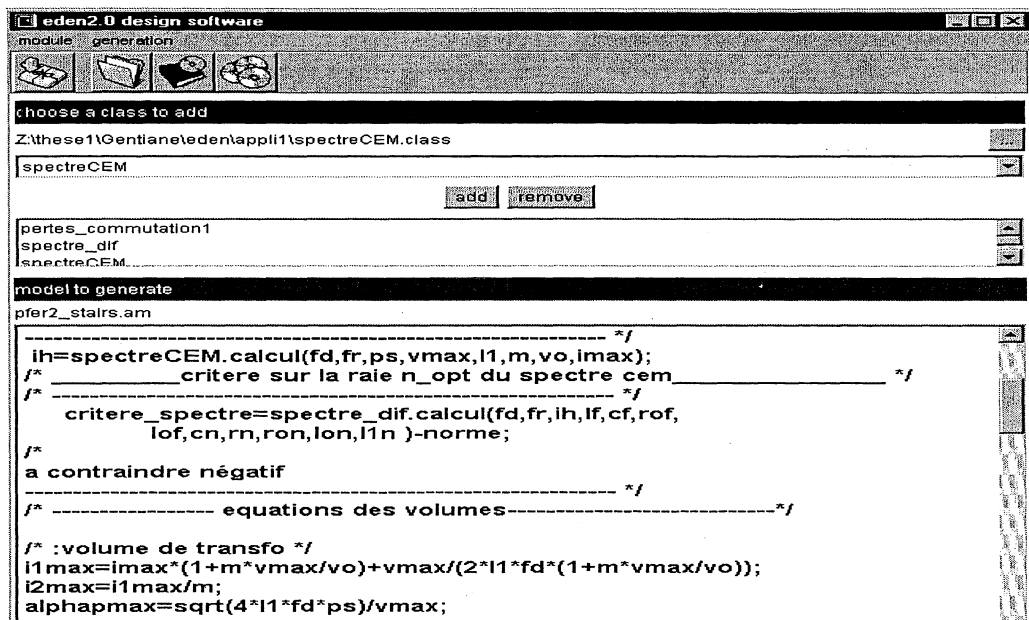 eden2.0 design software
module generation
choose a class to add
Z:\these1\Gentiane\eden\appli1\spectreCEM.class
...
spectreCEM
add remove
pertes_commutation1
spectre_dif
spectreCEM
model to generate
pfer2_stairs.am
-------------------------------------------------------------- */
ih=spectreCEM.calcul(fd,fr,ps,vmax,l1,m,vo,imax);
/* __________critere sur la raie n_opt du spectre cem________________ */
/* ------------------------------------------------------------ */
critere_spectre=spectre_dif.calcul(fd,fr,ih,lf,cf,rof,
lof,cn,rn,ron,lon,l1n )-norme;
/*
a contraindre négatif
--------------------------------------------------------------- */
/* ----------------- equations des volumes----------------------------*/
/* :volume de transfo */
i1max=imax*(1+m*vmax/vo)+vmax/(2*l1*fd*(1+m*vmax/vo));
i2max=i1max/m;
alphapmax=sqrt(4*l1*fd*ps)/vmax;